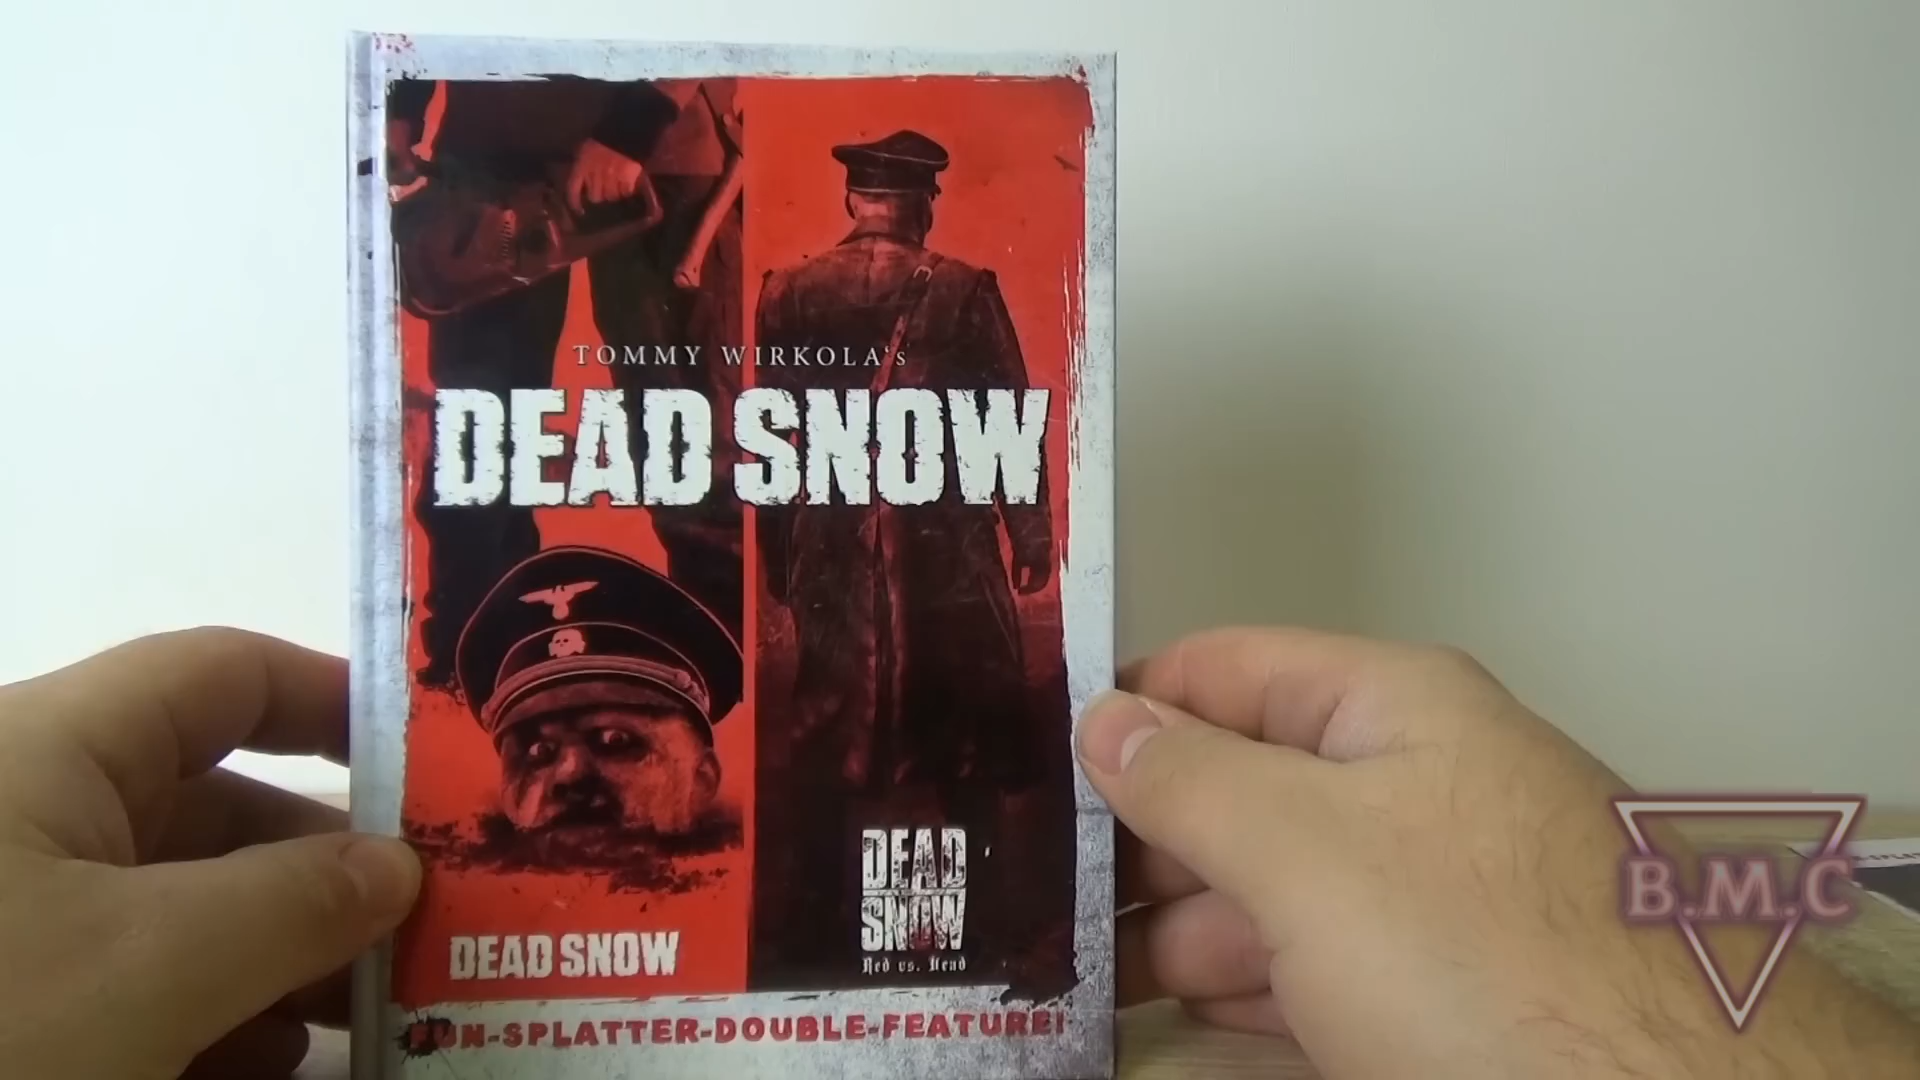 TOMMY WIRKOLA's
DEAD SNOW
DEAD SNOW
DEAD
SNOW
Red vs. Dead
FUN-SPLATTER-DOUBLE-FEATURE!
B.M.C